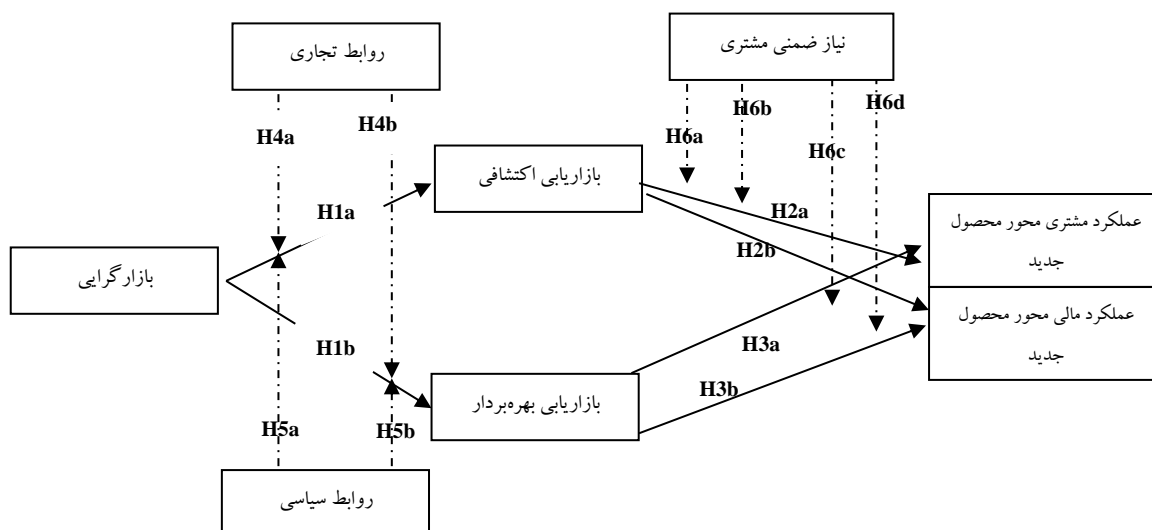 روابط تجاری
نیاز ضمنی مشتری
H4a
H4b
H6a
H6b
H6c
H6d
بازاریابی اکتشافی
H1a
H2a
H2b
عملکرد مشتری محور محصول
جدید
بازارگرایی
عملکرد مالی محور محصول
جدید
H1b
H3a
H3b
بازاریابی بهره‌بردار
H5a
H5b
روابط سیاسی